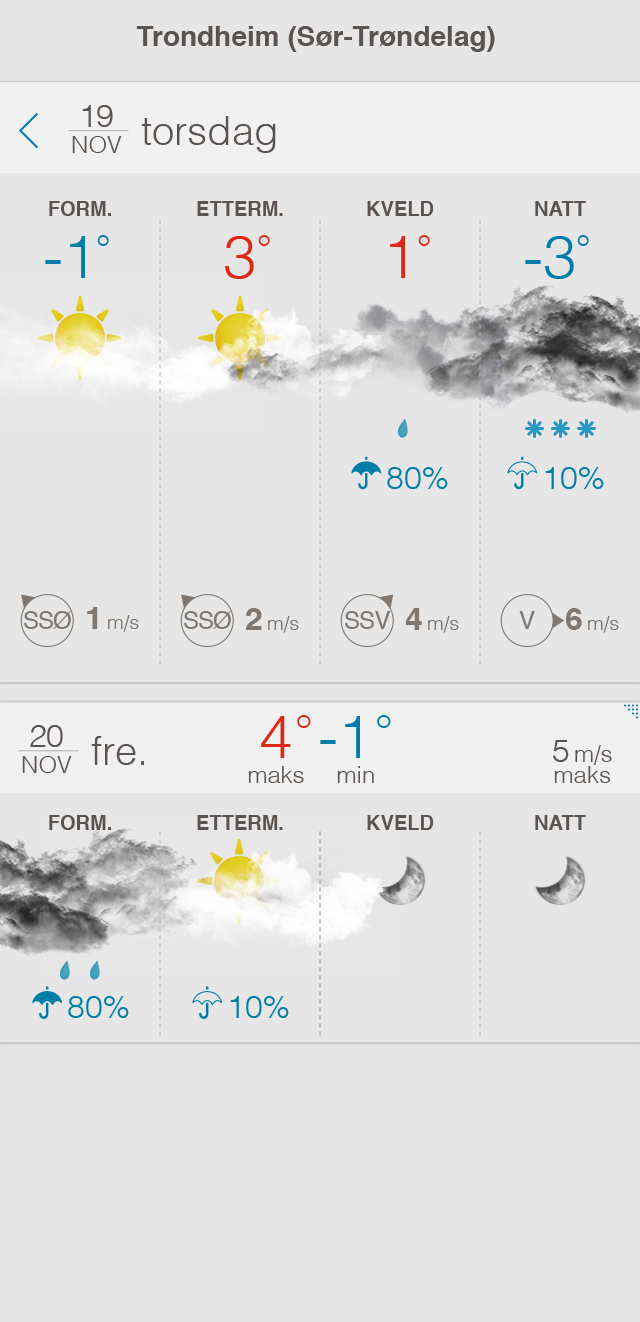 Trondheim (Sør-Trøndelag)
19
NOV
torsdag
FORM. ETTERM. KVELD NATT
-1° 3° 1° -3°
80% 10%
SSØ 1 m/s SSØ 2 m/s SSV 4 m/s V 6 m/s
20
NOV
fre.
4° -1°
maks min
5 m/s
maks
FORM. ETTERM. KVELD NATT
80% 10%